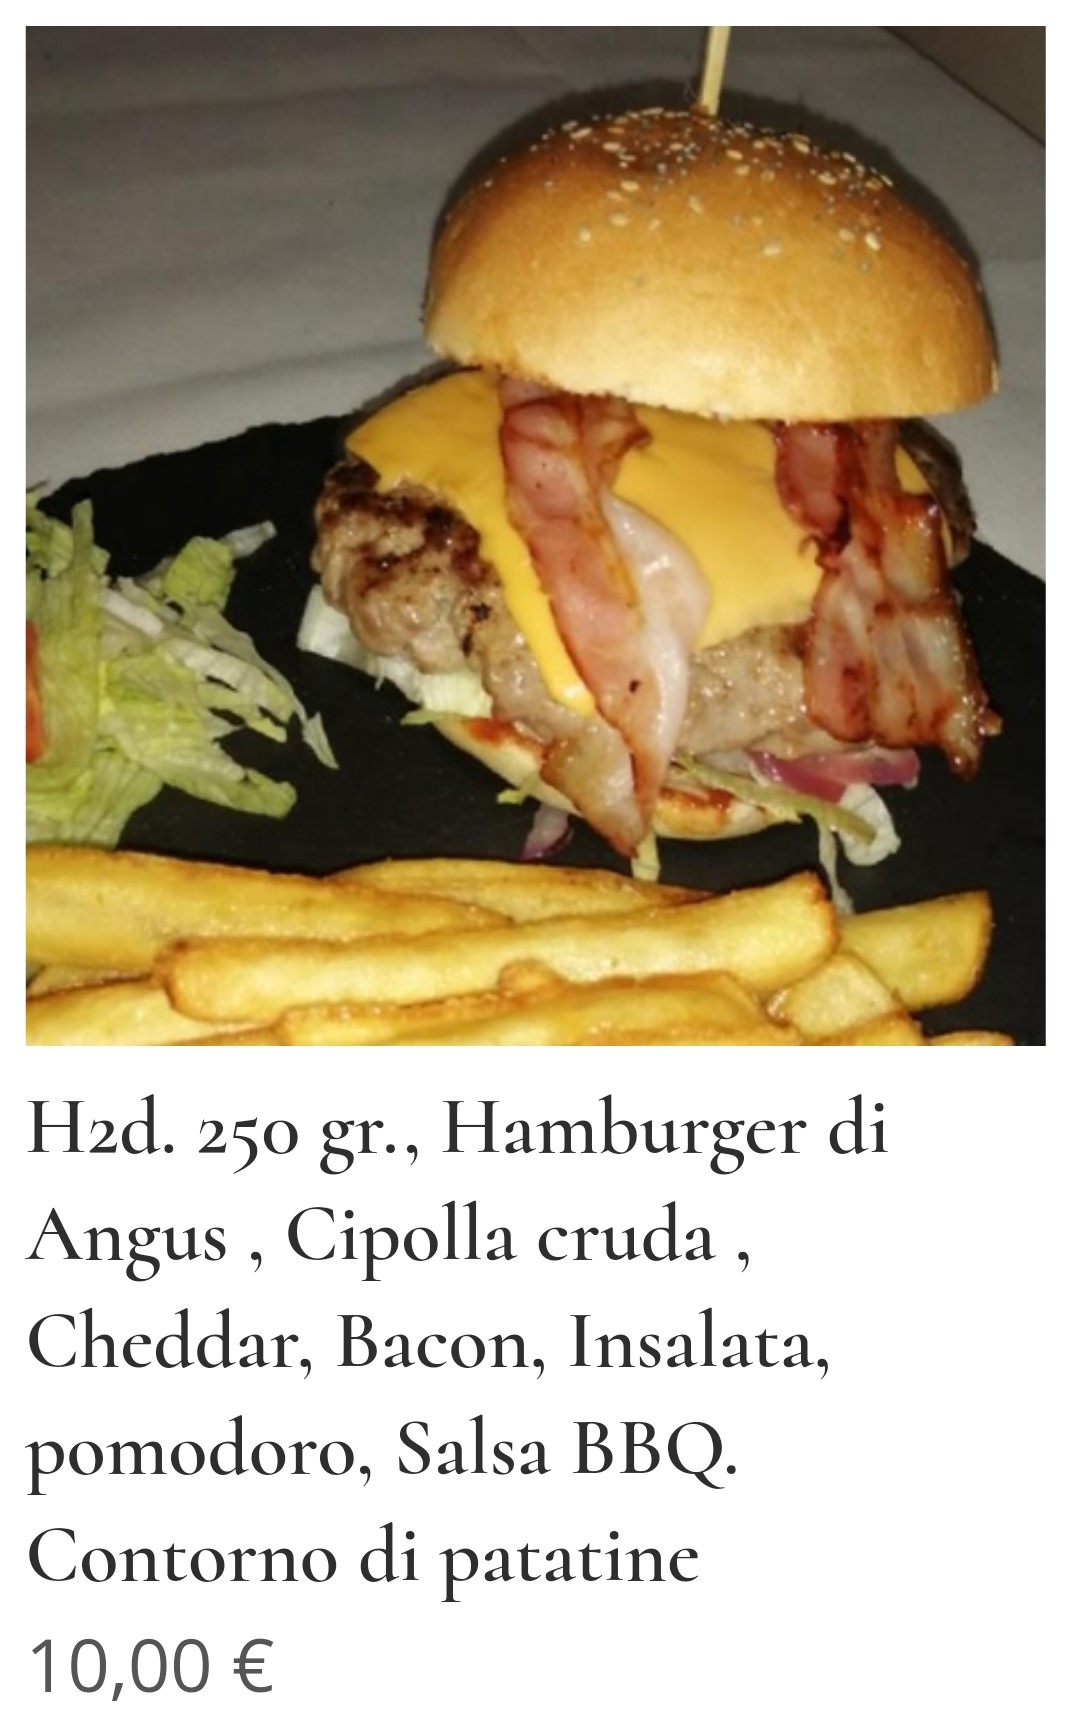 H2d. 250 gr., Hamburger di
Angus , Cipolla cruda ,
Cheddar, Bacon, Insalata,
pomodoro, Salsa BBQ.
Contorno di patatine
10,00 €